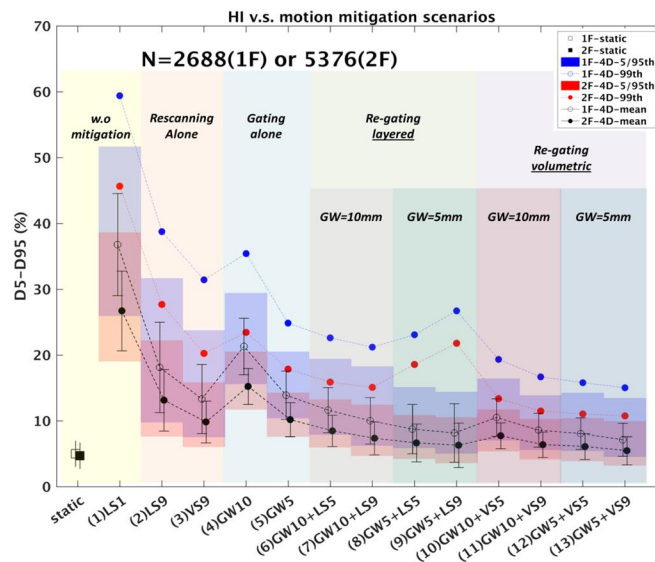 HI v.s. motion mitigation scenarios
N=2688(1F) or 5376(2F)
1F-static
2F-static
1F-4D-5/95th
1F-4D-99th
2F-4D-5/95th
2F-4D-99th
1F-4D-mean
2F-4D-mean
w.o
mitigation
Rescanning
Alone
Gating
alone
Re-gating
layered
Re-gating
volumetric
GW=10mm
GW=5mm
GW=10mm
GW=5mm
D5-D95 (%)
70
60
50
40
30
20
10
0
static
(1)LS1
(2)LS9
(3)VS9
(4)GW10
(5)GW5
(6)GW10+LS5
(7)GW10+LS9
(8)GW5+LS5
(9)GW5+LS9
(10)GW10+VS5
(11)GW10+VS9
(12)GW5+VS5
(13)GW5+VS9